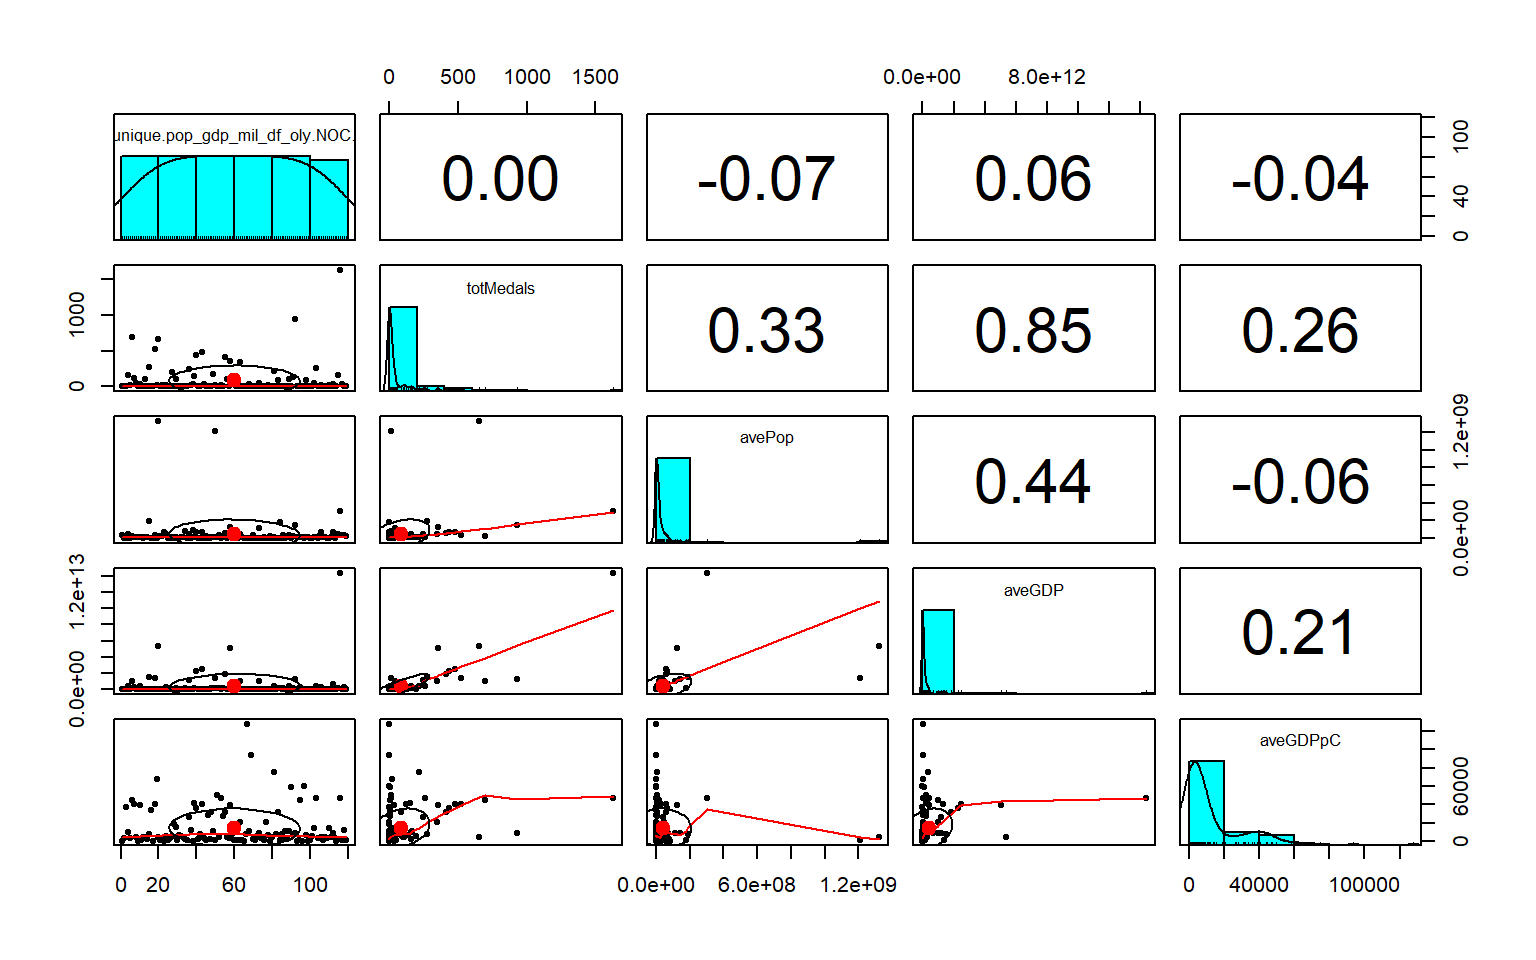 0 500 1000 1500 0.0e+00 8.0e+12
unique.pop_gdp_mil_df_oly.NOC.
0.00 -0.07 0.06 -0.04
0 40 100
totMedals
0.33 0.85 0.26
0 1000
avePop
0.44 -0.06
0.0e+00 1.2e+09
aveGDP
0.21
0.0e+00 1.2e+13
aveGDPpC
0 60000
0 20 60 100 0.0e+00 6.0e+08 1.2e+09 0 40000 100000